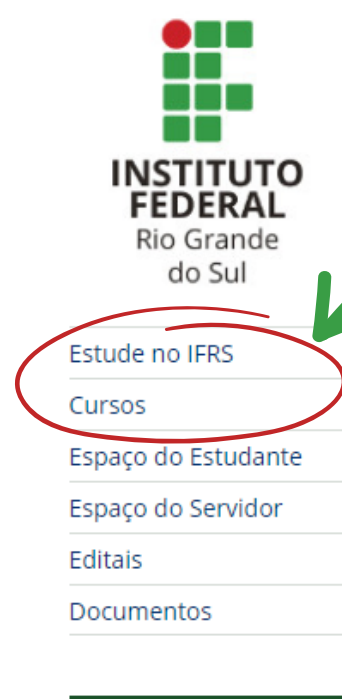 INSTITUTO
FEDERAL
Rio Grande
do Sul
Estude no IFRS
Cursos
Espaço do Estudante
Espaço do Servidor
Editais
Documentos